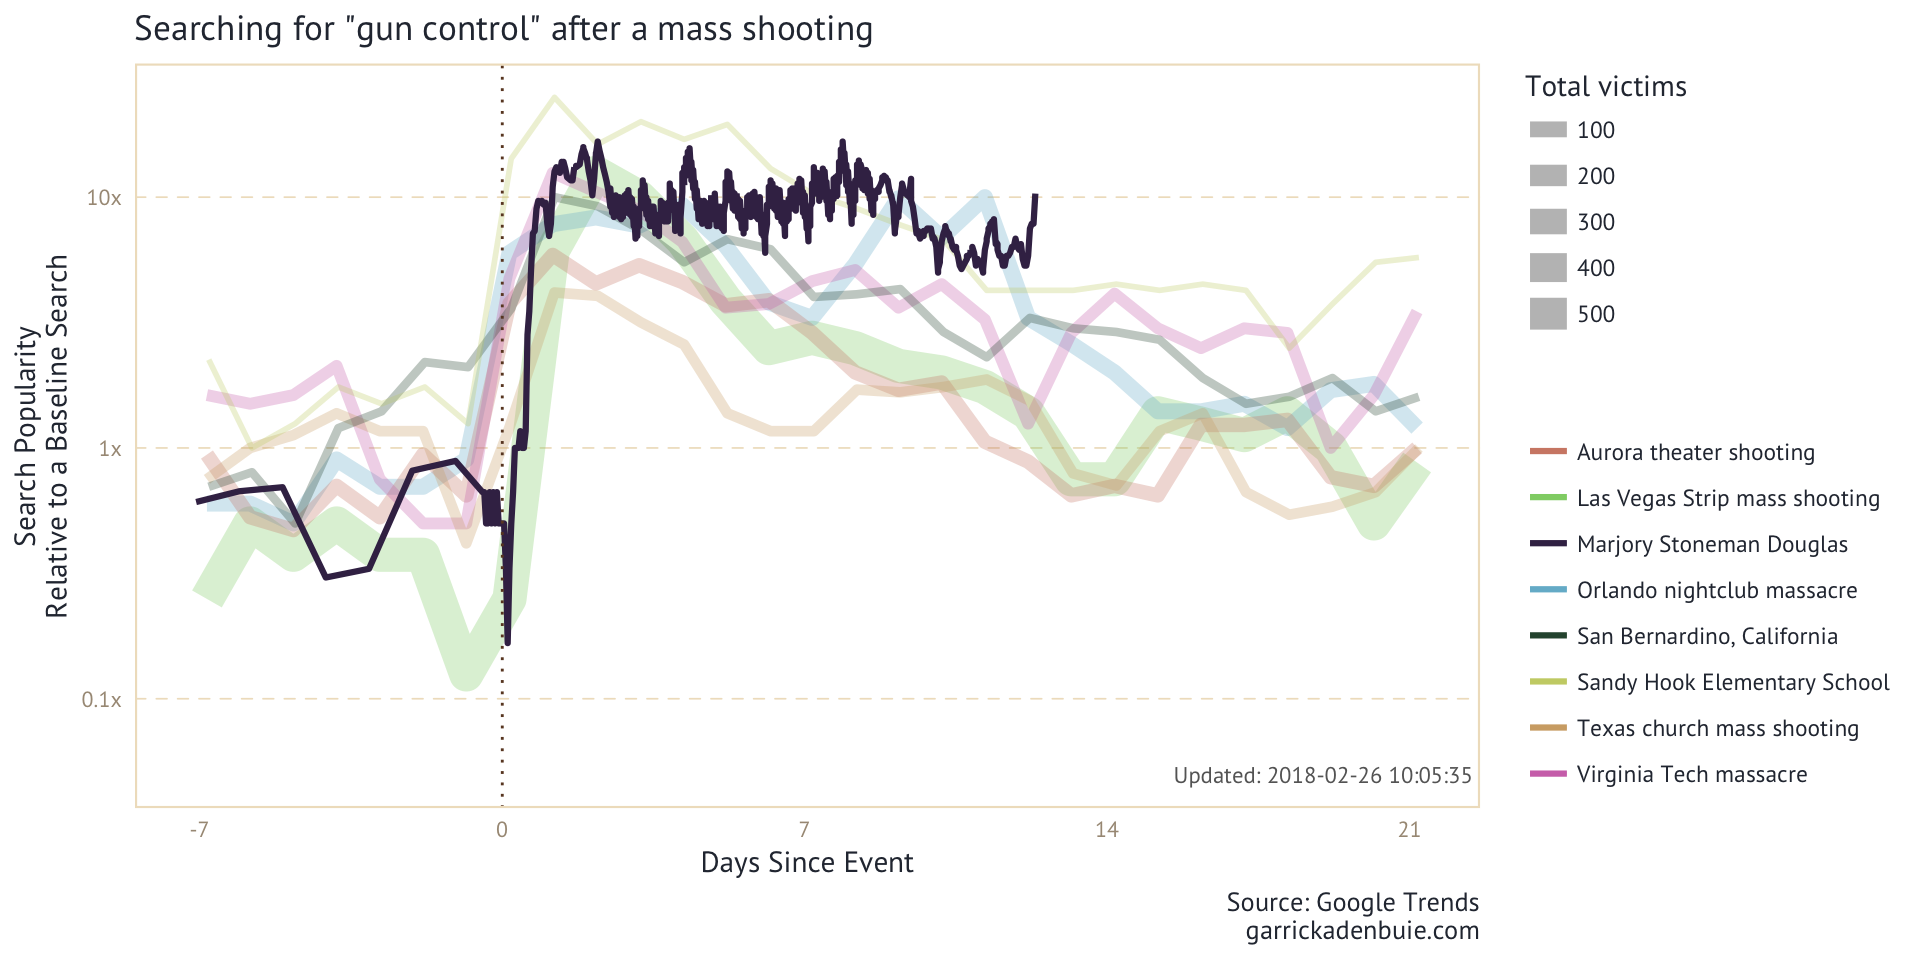 Searching for "gun control" after a mass shooting
Search Popularity
Relative to a Baseline Search
10x
1x
0.1x
Updated: 2018-02-26 10:05:35
-7
0
7
14
21
Days Since Event
Total victims
100
200
300
400
500
Aurora theater shooting
Las Vegas Strip mass shooting
Marjory Stoneman Douglas
Orlando nightclub massacre
San Bernardino, California
Sandy Hook Elementary School
Texas church mass shooting
Virginia Tech massacre
Source: Google Trends
garrickadenbuie.com